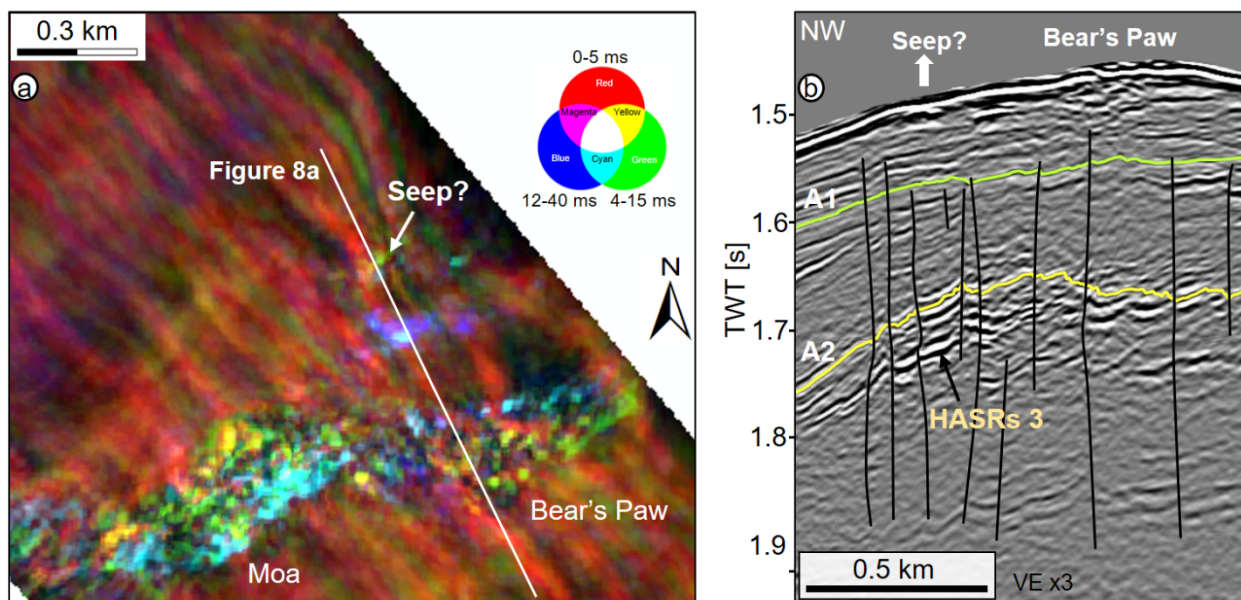 0.3 km
a
0-5 ms
Red
Magenta
Yellow
Blue
Cyan
Green
12-40 ms
4-15 ms
Figure 8a
Seep?
N
Bear's Paw
Moa
NW
Seep?
Bear's Paw
b
1.5
A1
1.6
TWT [s]
1.7
A2
HASRs 3
1.8
1.9
0.5 km
VE x3